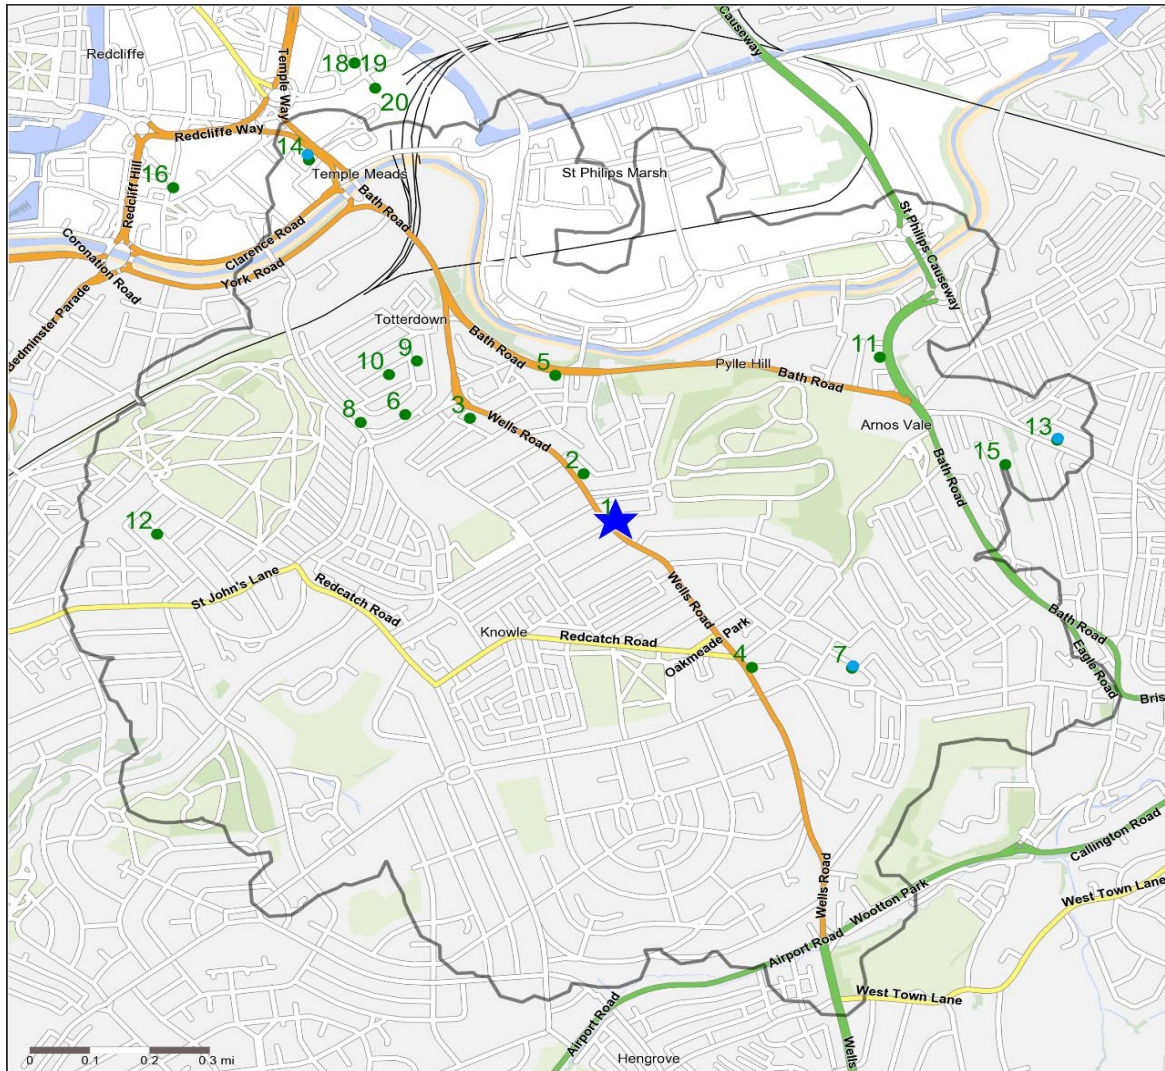 Causeway
Redcliffe
Temple Way
18
19
20
Redcliffe Way
14
Temple Meads
St Philips Marsh
16
Redcliff Hill
Bath Road
St Philips Causeway
Clarence Road
York Road
Coronation Road
Bedminster Parade
Totterdown
9
10
Bath Road
5
Pylle Hill
Bath Road
11
8
6
3
Wells Road
Arnos Vale
13
15
2
Bath Road
1
12
St John's Lane
Redcatch Road
Wells Road
Knowle
Redcatch Road
Oakmeade Park
4
7
Bath Road
Eagle Road
Bris
Callington Road
Wells Road
Wootton Park
West Town Lane
Airport Road
West Town Lane
Airport Road
Wells
Hengrove
0 0.1 0.2 0.3 mi